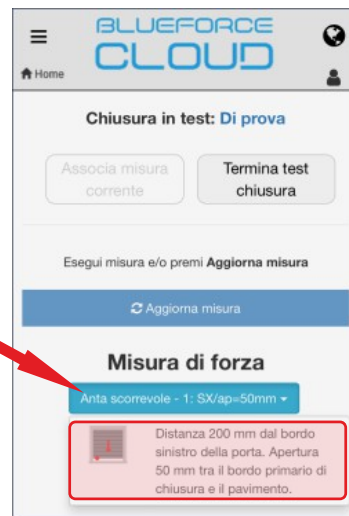 BLUEFORCE
CLOUD
Home
Chiusura in test: Di prova
Associa misura
corrente
Termina test
chiusura
Esegui misura e/o premi Aggiorna misura
Aggiorna misura
Misura di forza
Anta scorrevole - 1: SX/ap=50mm
Distanza 200 mm dal bordo
sinistro della porta. Apertura
50 mm tra il bordo primario di
chiusura e il pavimento.